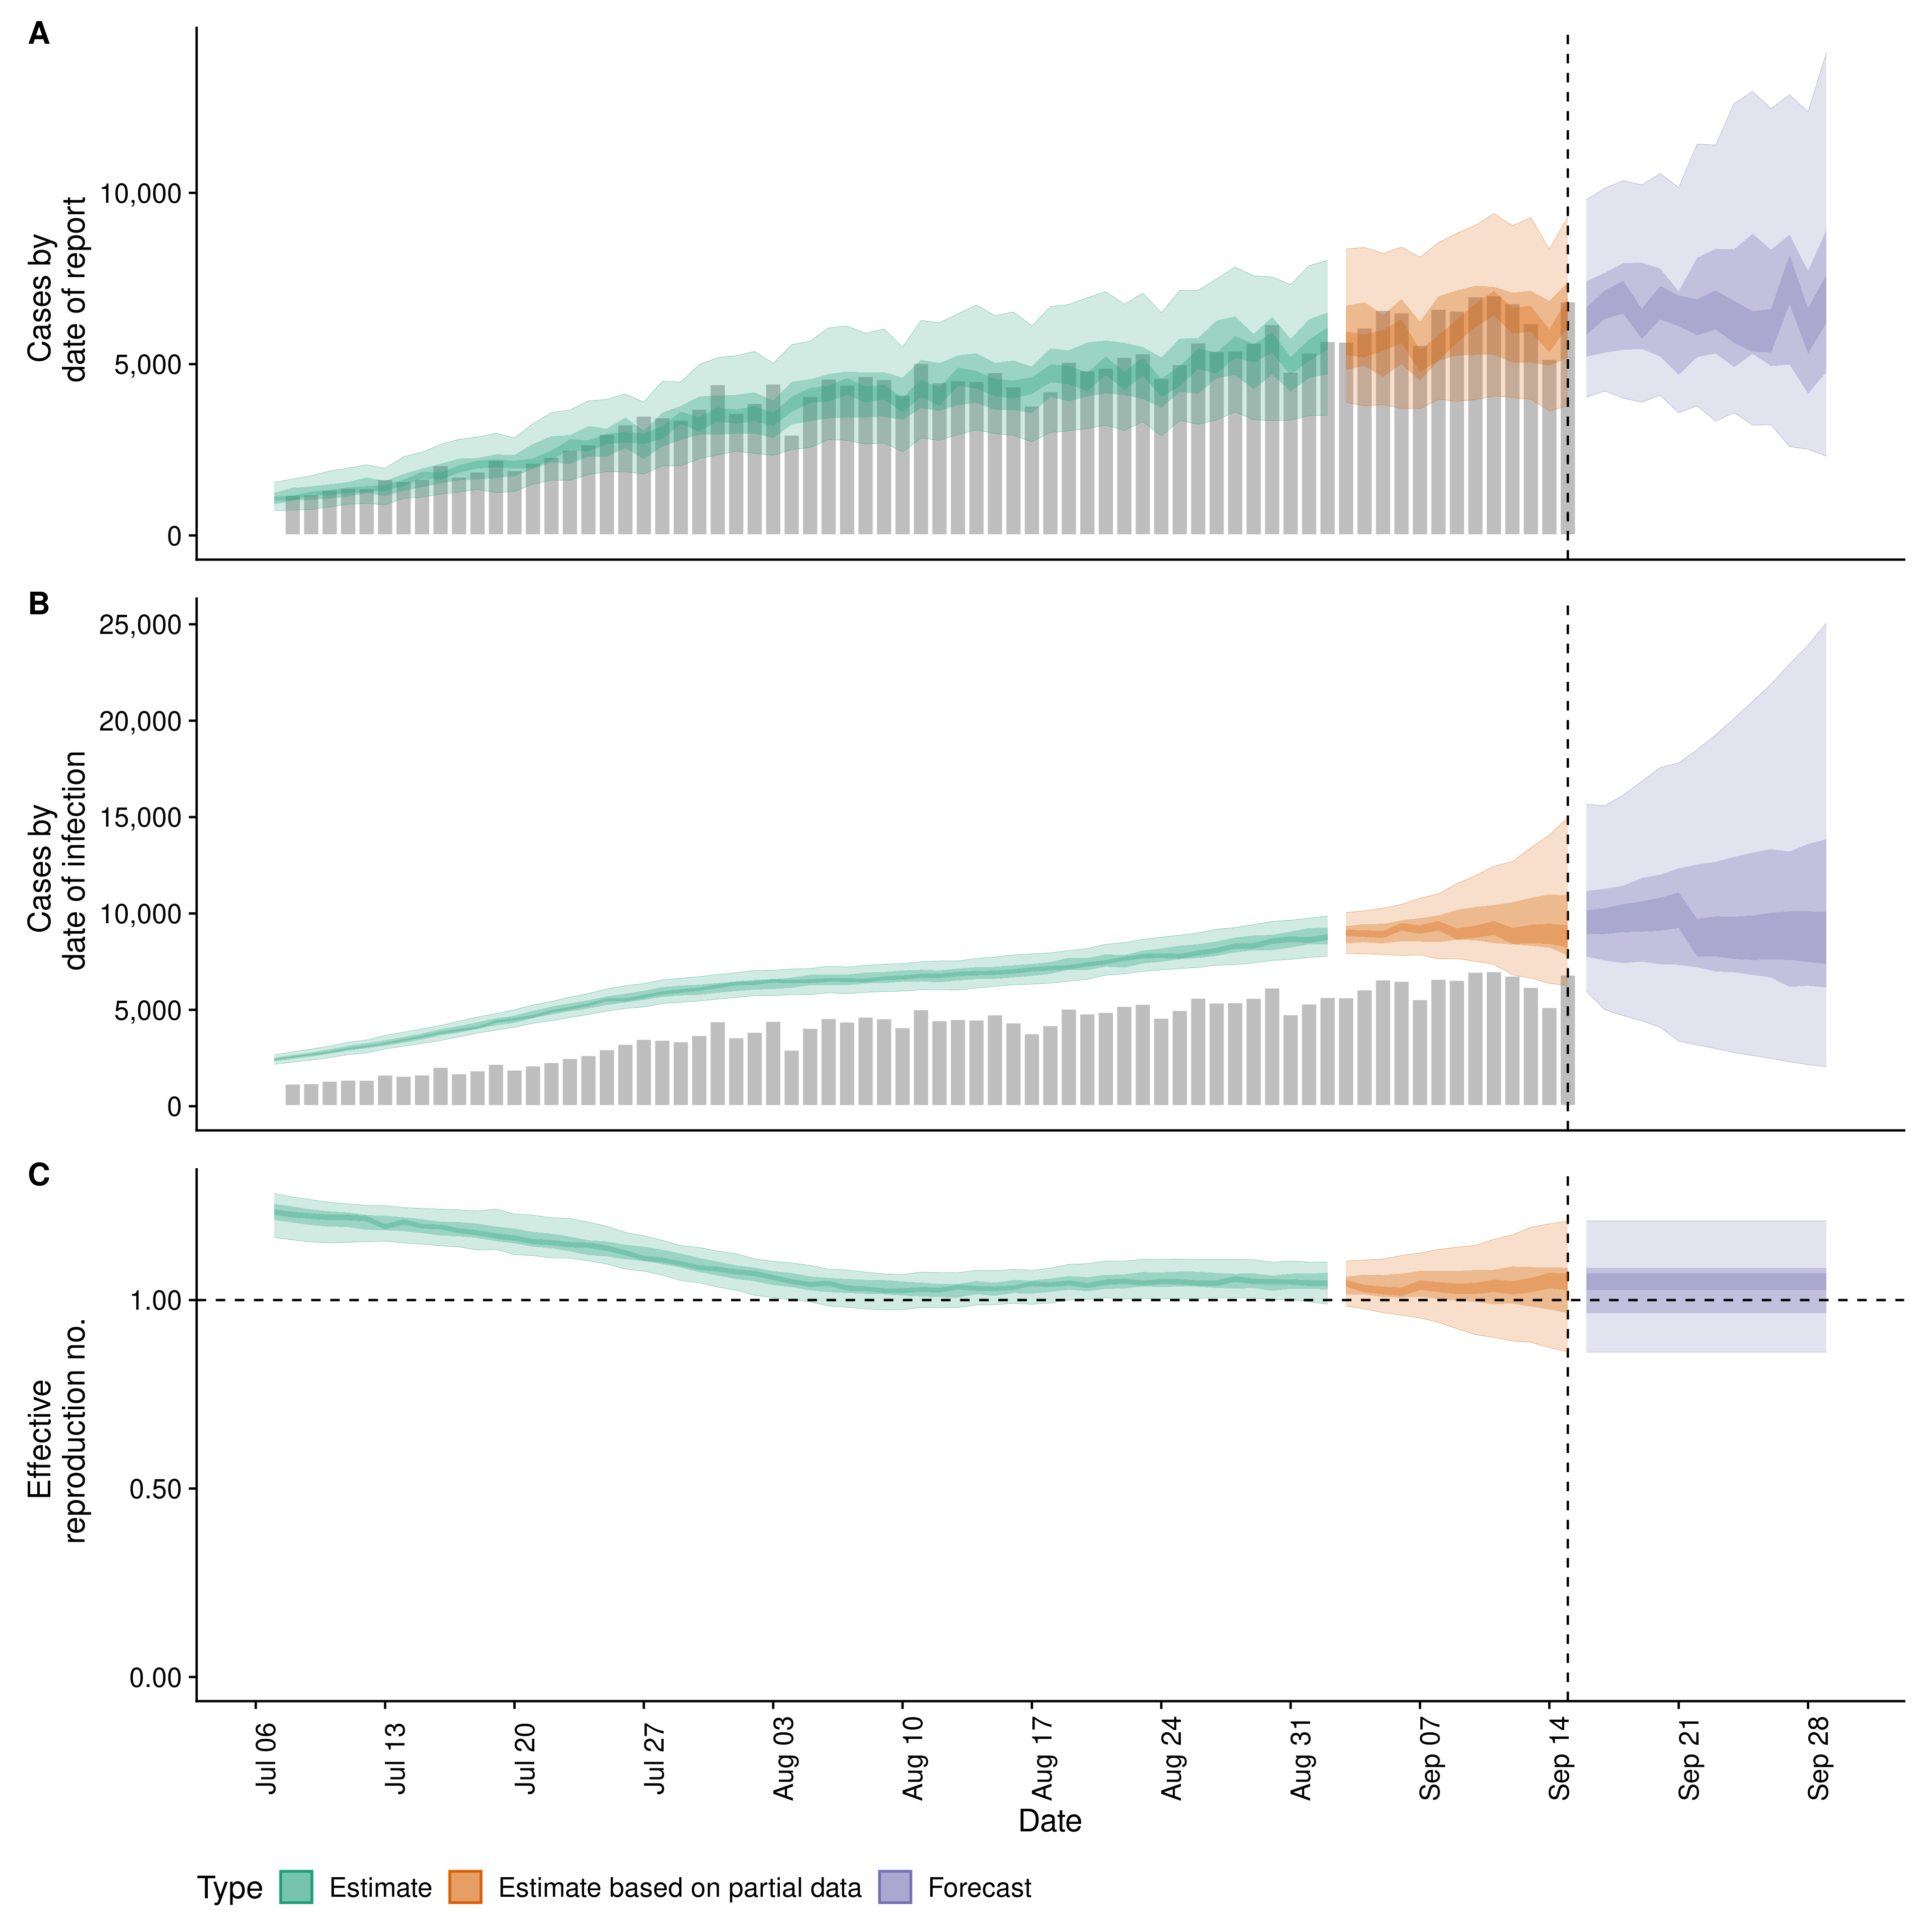 A
Cases by
date of report
10,000
5,000
0
B
Cases by
date of infection
25,000
20,000
15,000
10,000
5,000
0
C
Effective
reproduction no.
1.00
0.50
0.00
Jul 06
Jul 13
Jul 20
Jul 27
Aug 03
Aug 10
Aug 17
Aug 24
Aug 31
Sep 07
Sep 14
Sep 21
Sep 28
Date
Type Estimate Estimate based on partial data Forecast